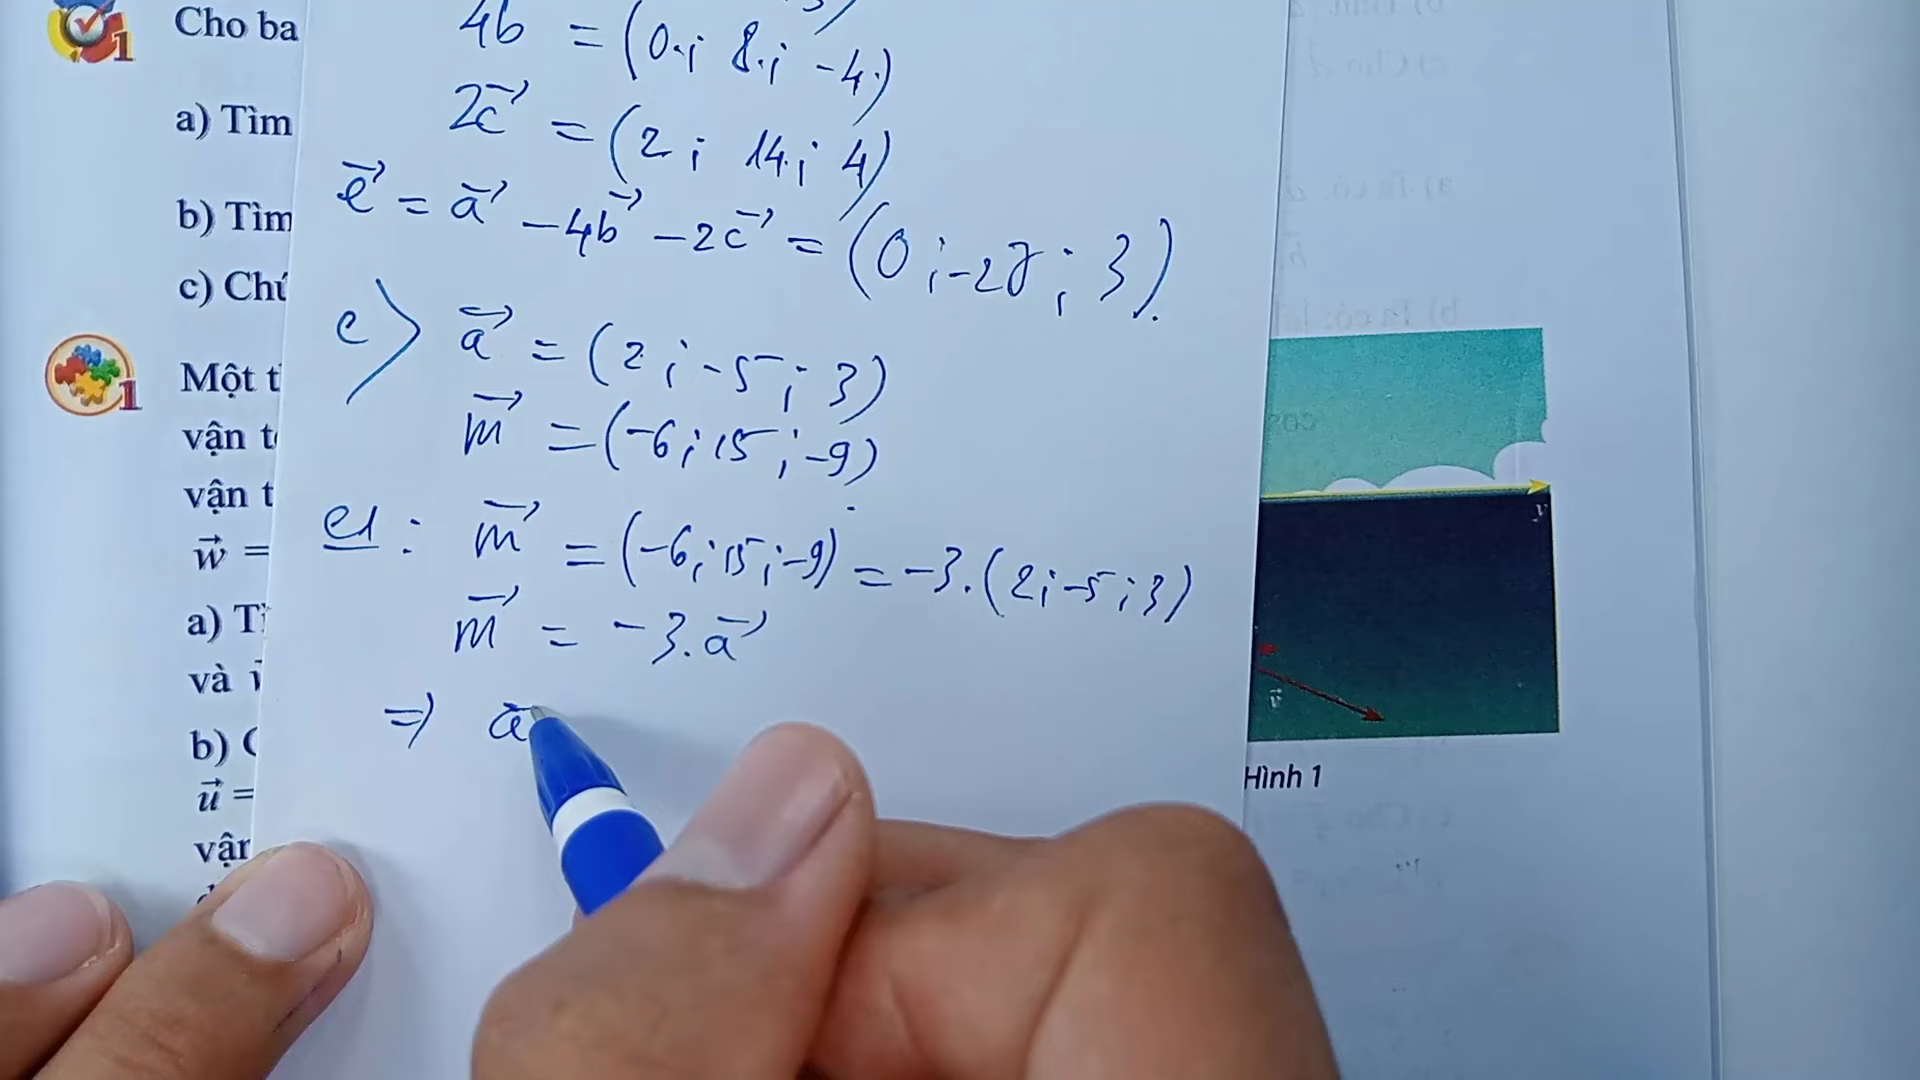 Cho ba
a) Tìm
b) Tìm
c) Chứ
1
Một t
vận t
vận t
w⃗ =
a) T
và
b)
u⃗ =
vận
4b⃗ = (0; 8; -4)
2c⃗ = (2; 14; 4)
e⃗ = a⃗ - 4b⃗ - 2c⃗ = (0; -27; 3).
c) a⃗ = (2; -5; 3)
m⃗ = (-6; 15; -9)
c1: m⃗ = (-6; 15; -9) = -3.(2; -5; 3)
m⃗ = -3.a⃗
⇒ a
y
v⃗
Hình 1